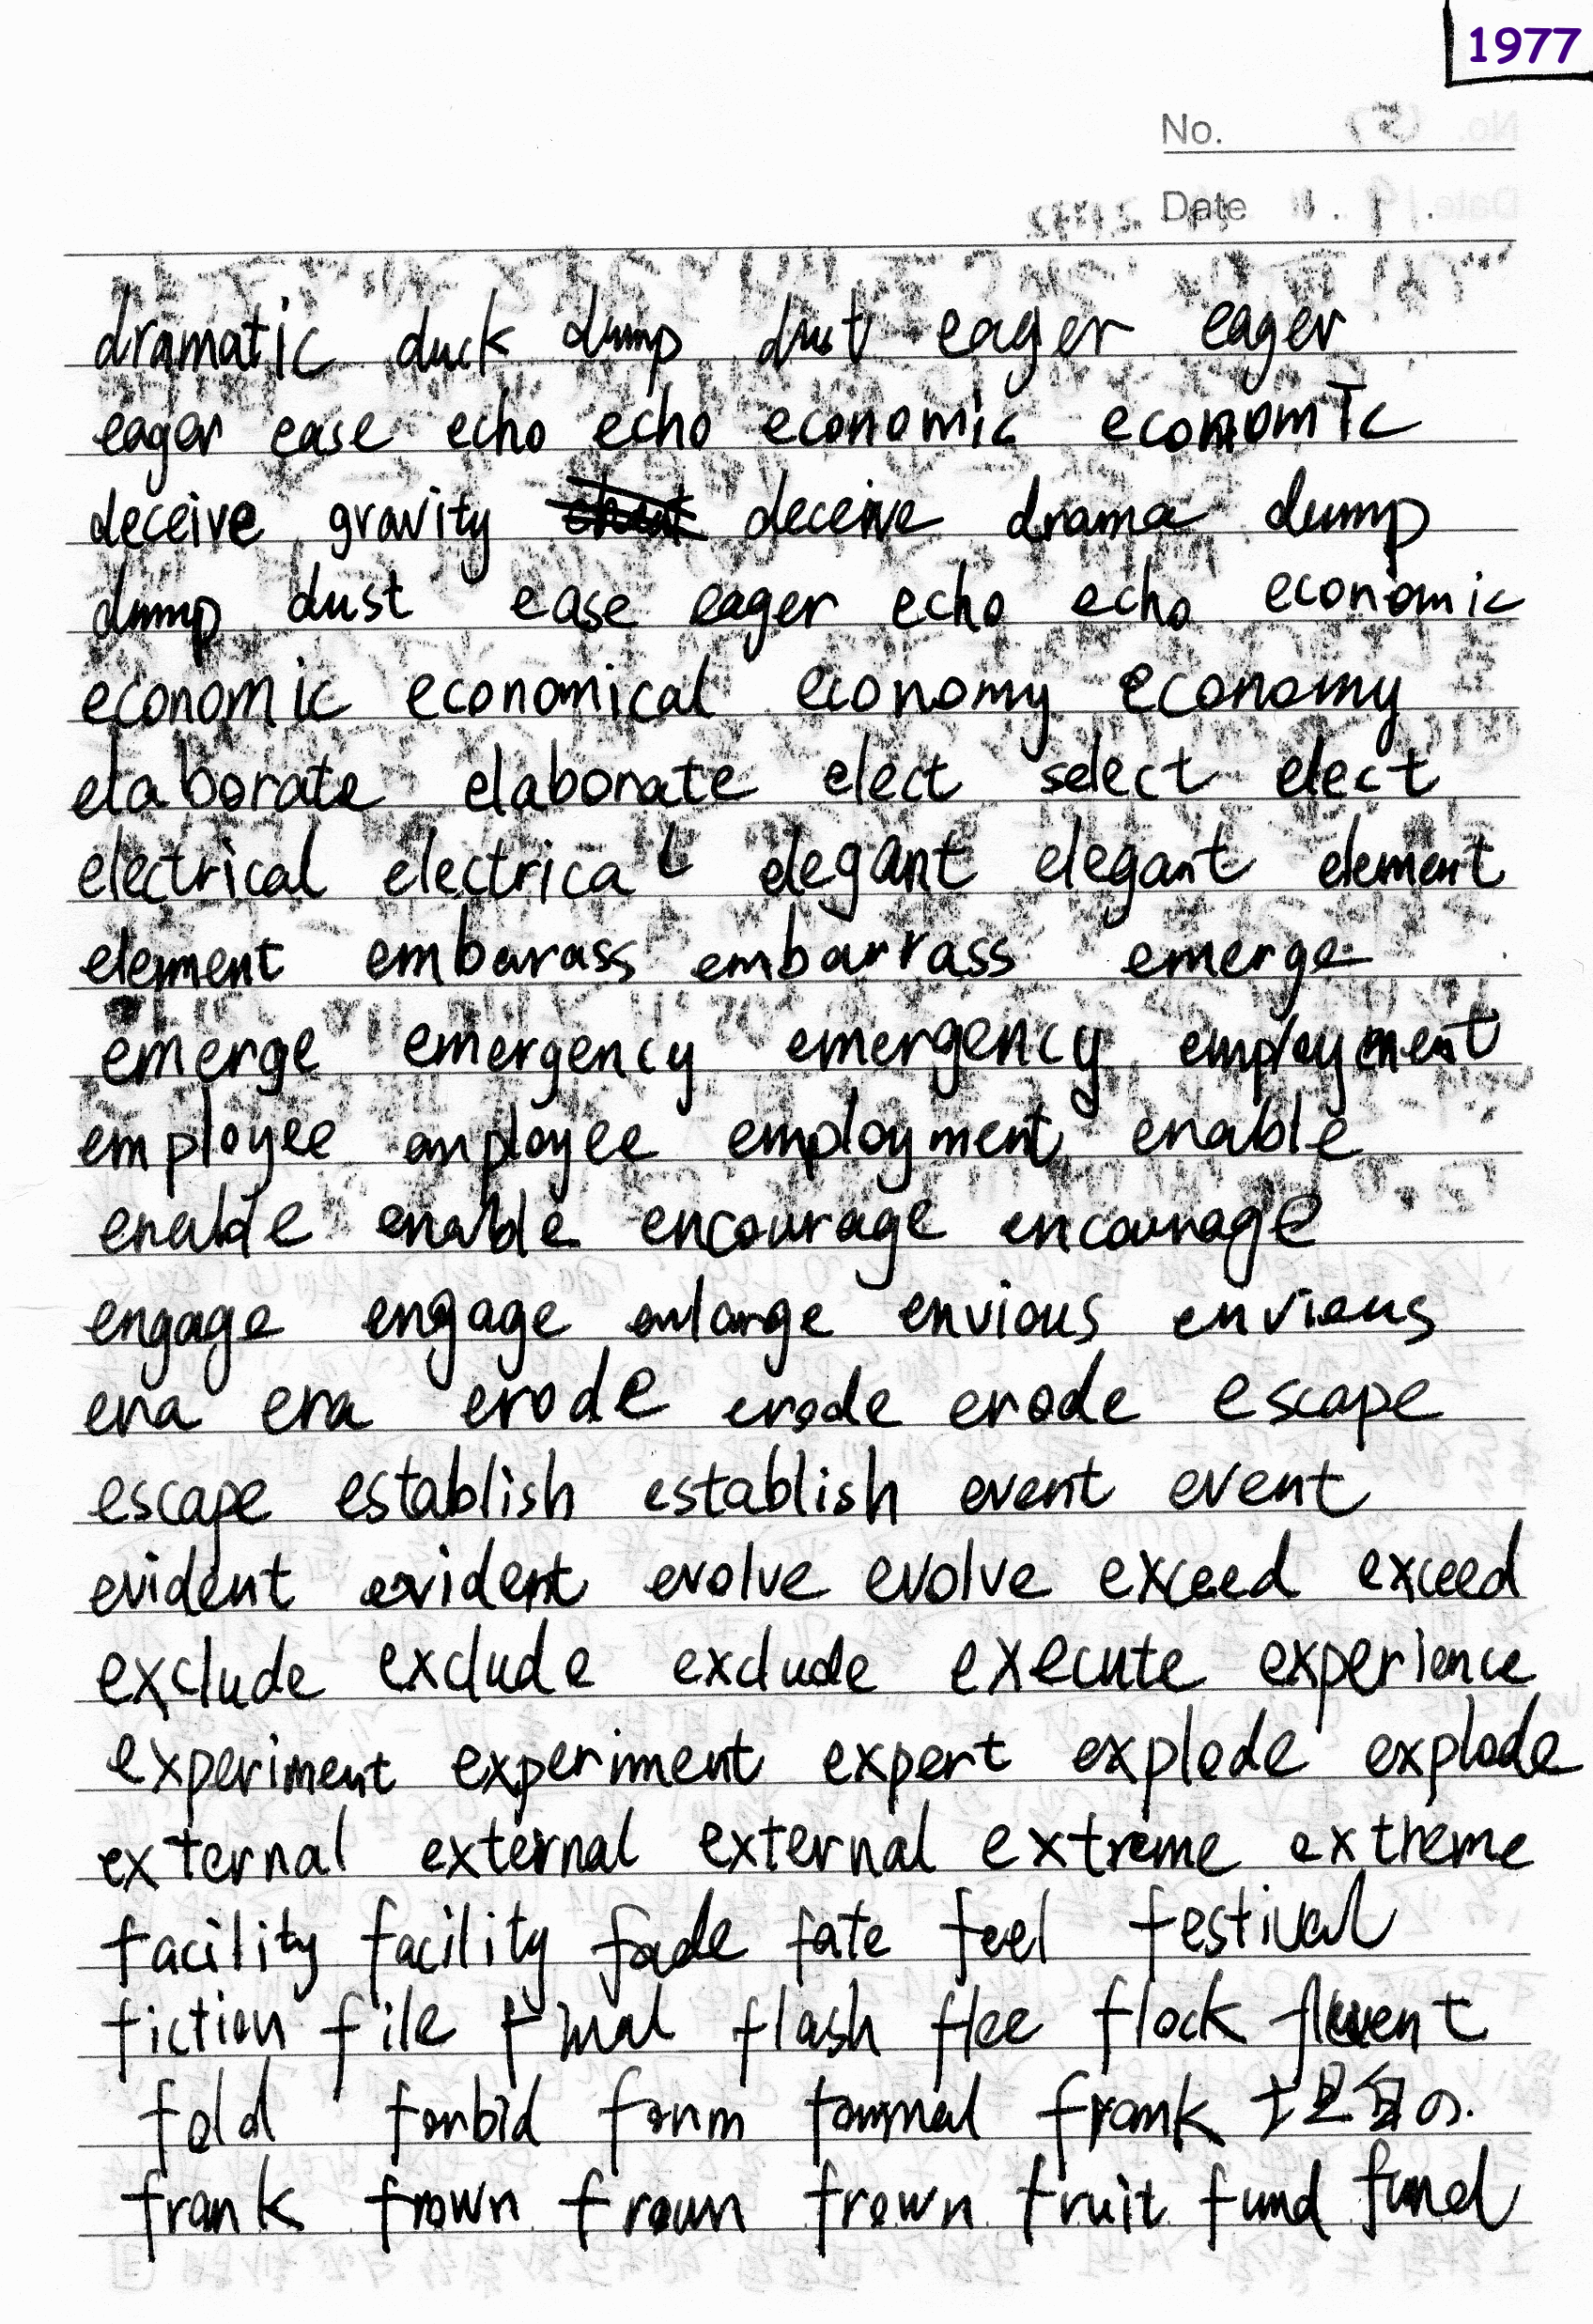 1977
No.
Date
dramatic duck dump dust eager eager
eager ease echo echo economic economic
deceive gravity deceive drama dump
dump dust ease eager echo echo economic
economic economical economy economy
elaborate elaborate elect select elect
electrical electrical elegant elegant element
element embarass embarrass emerge
emerge emergency emergency employment
employee employee employment enable
enable enable encourage encourage
engage engage enlarge envious envious
era era erode erode erode escape
escape establish establish event event
evident evident evolve evolve exceed exceed
exclude exclude exclude execute experience
experiment experiment expert explode explode
external external external extreme extreme
facility facility fade fate feel festival
fiction file final flash flee flock fluent
fold forbid form formal frank 坦白の.
frank frown frown frown fruit fund fund